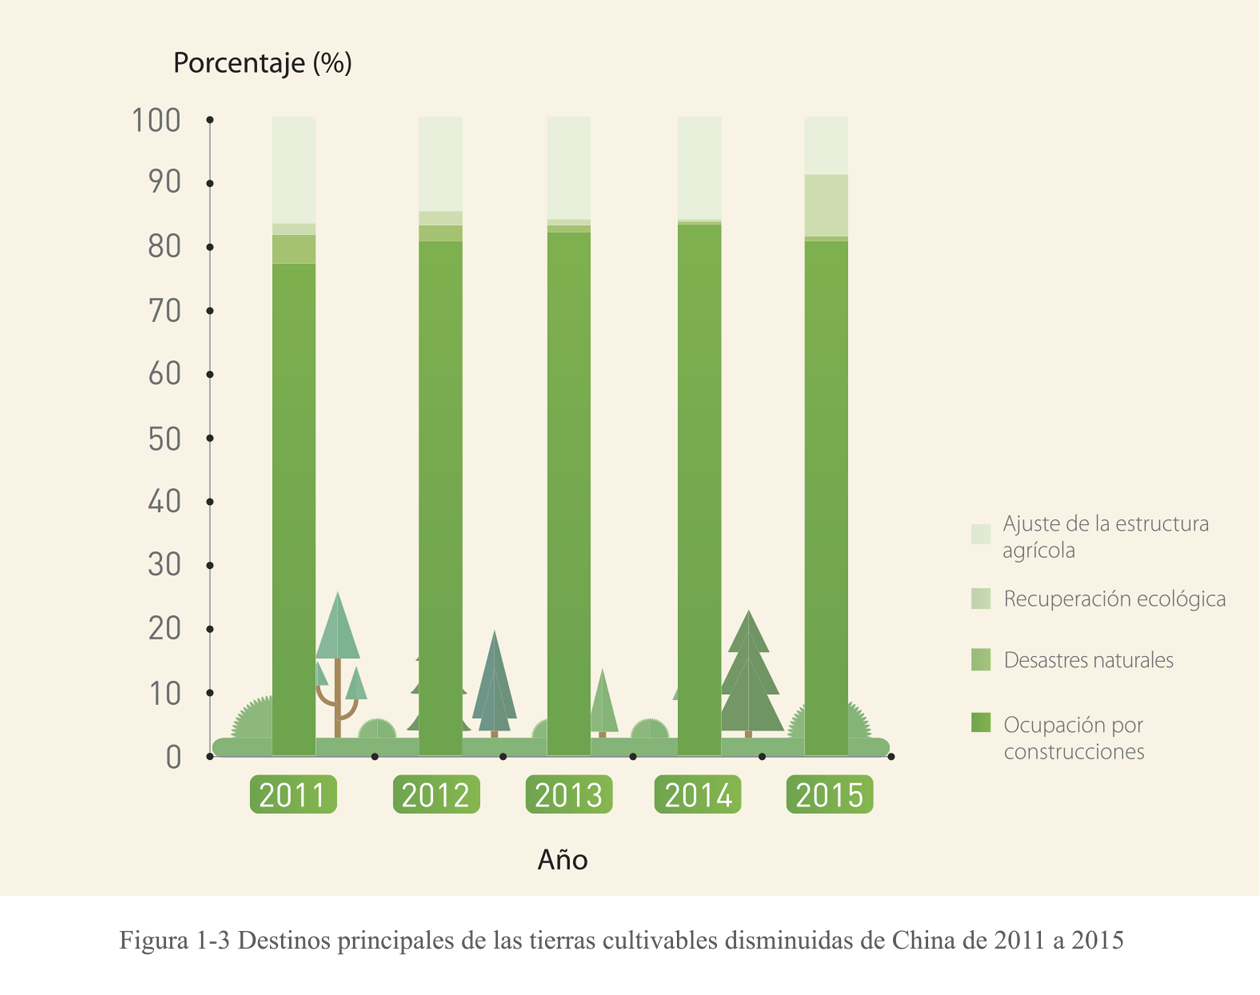 Porcentaje (%)
100
90
80
70
60
50
40
30
20
10
0
2011
2012
2013
2014
2015
Año
Ajuste de la estructura
agrícola
Recuperación ecológica
Desastres naturales
Ocupación por
construcciones
Figura 1-3 Destinos principales de las tierras cultivables disminuidas de China de 2011 a 2015